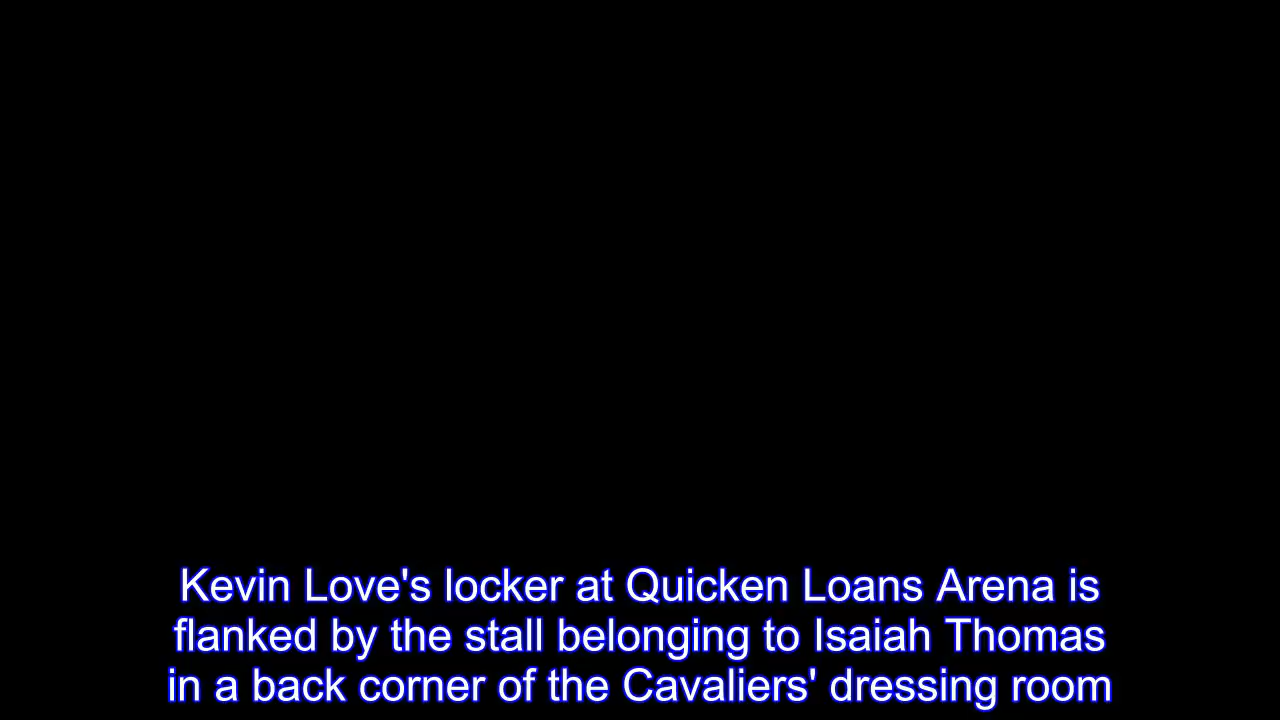 Kevin Love's locker at Quicken Loans Arena is
flanked by the stall belonging to Isaiah Thomas
in a back corner of the Cavaliers' dressing room